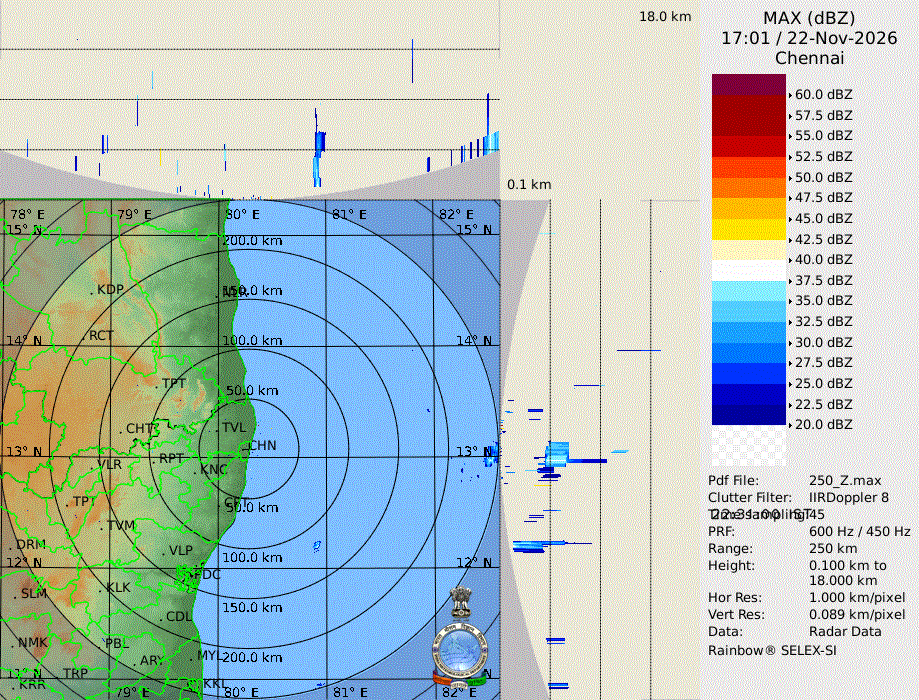 18.0 km
0.1 km
MAX (dBZ)
17:01 / 22-Nov-2026
Chennai
60.0 dBZ
57.5 dBZ
55.0 dBZ
52.5 dBZ
50.0 dBZ
47.5 dBZ
45.0 dBZ
42.5 dBZ
40.0 dBZ
37.5 dBZ
35.0 dBZ
32.5 dBZ
30.0 dBZ
27.5 dBZ
25.0 dBZ
22.5 dBZ
20.0 dBZ
Pdf File: 250_Z.max
Clutter Filter: IIRDoppler 8
Time sampling: 45
PRF: 600 Hz / 450 Hz
Range: 250 km
Height: 0.100 km to
18.000 km
Hor Res: 1.000 km/pixel
Vert Res: 0.089 km/pixel
Data: Radar Data
Rainbow® SELEX-SI
78° E 79° E 80° E 81° E 82° E
15° N 15° N
200.0 km
KDP
150.0 km
RCT
14° N 100.0 km 14° N
TPT
50.0 km
CHT TVL
CHN
13° N 13° N
VLR RPT KNC
TPT
50.0 km
TVM
DRM VLP
100.0 km
12° N 12° N
PDC
SLM KLK
150.0 km
CDL
NMK PBL
ARY MYL 200.0 km
11° N TRP 11° N
KRR KKL
79° E 80° E 81° E 82° E